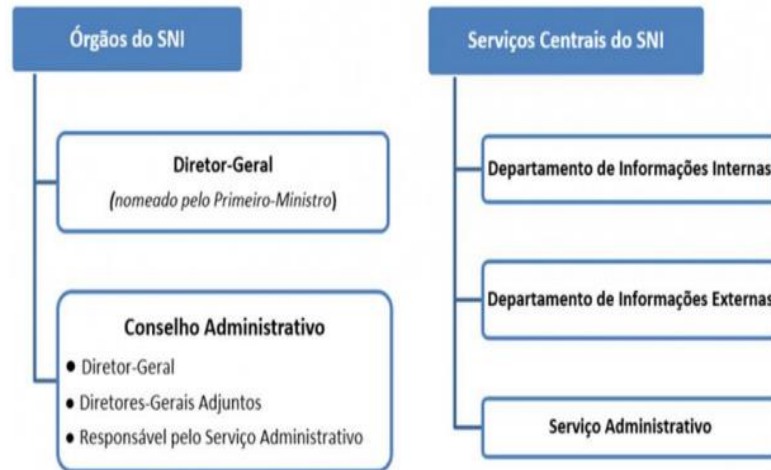 Órgãos do SNI
Diretor-Geral
(nomeado pelo Primeiro-Ministro)
Conselho Administrativo
● Diretor-Geral
● Diretores-Gerais Adjuntos
● Responsável pelo Serviço Administrativo
Serviços Centrais do SNI
Departamento de Informações Internas
Departamento de Informações Externas
Serviço Administrativo